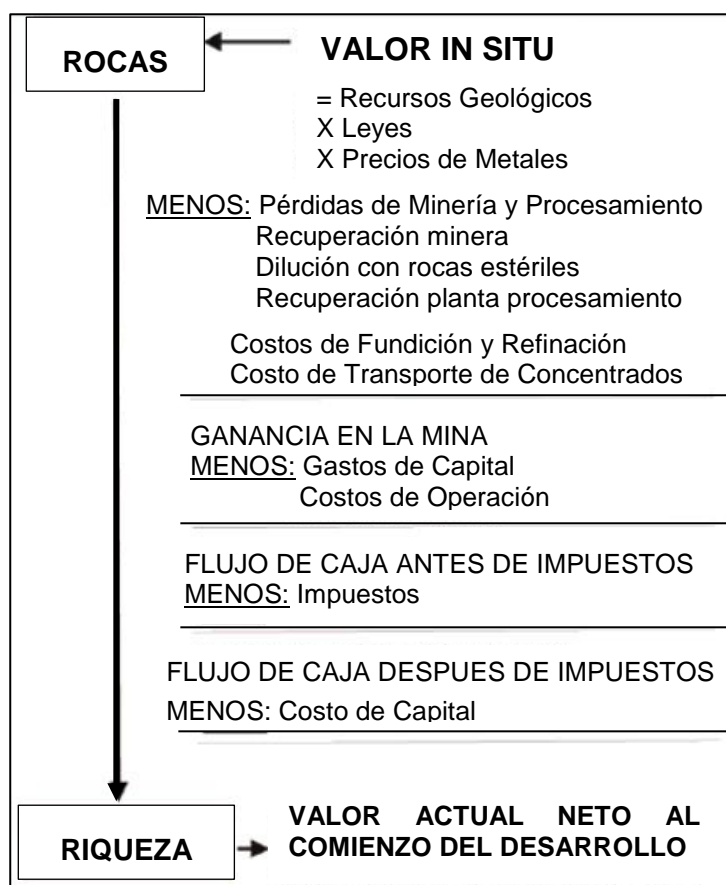 ROCAS
VALOR IN SITU
= Recursos Geológicos
X Leyes
X Precios de Metales
MENOS: Pérdidas de Minería y Procesamiento
Recuperación minera
Dilución con rocas estériles
Recuperación planta procesamiento
Costos de Fundición y Refinación
Costo de Transporte de Concentrados
GANANCIA EN LA MINA
MENOS: Gastos de Capital
Costos de Operación
FLUJO DE CAJA ANTES DE IMPUESTOS
MENOS: Impuestos
FLUJO DE CAJA DESPUES DE IMPUESTOS
MENOS: Costo de Capital
RIQUEZA
VALOR ACTUAL NETO AL
COMIENZO DEL DESARROLLO